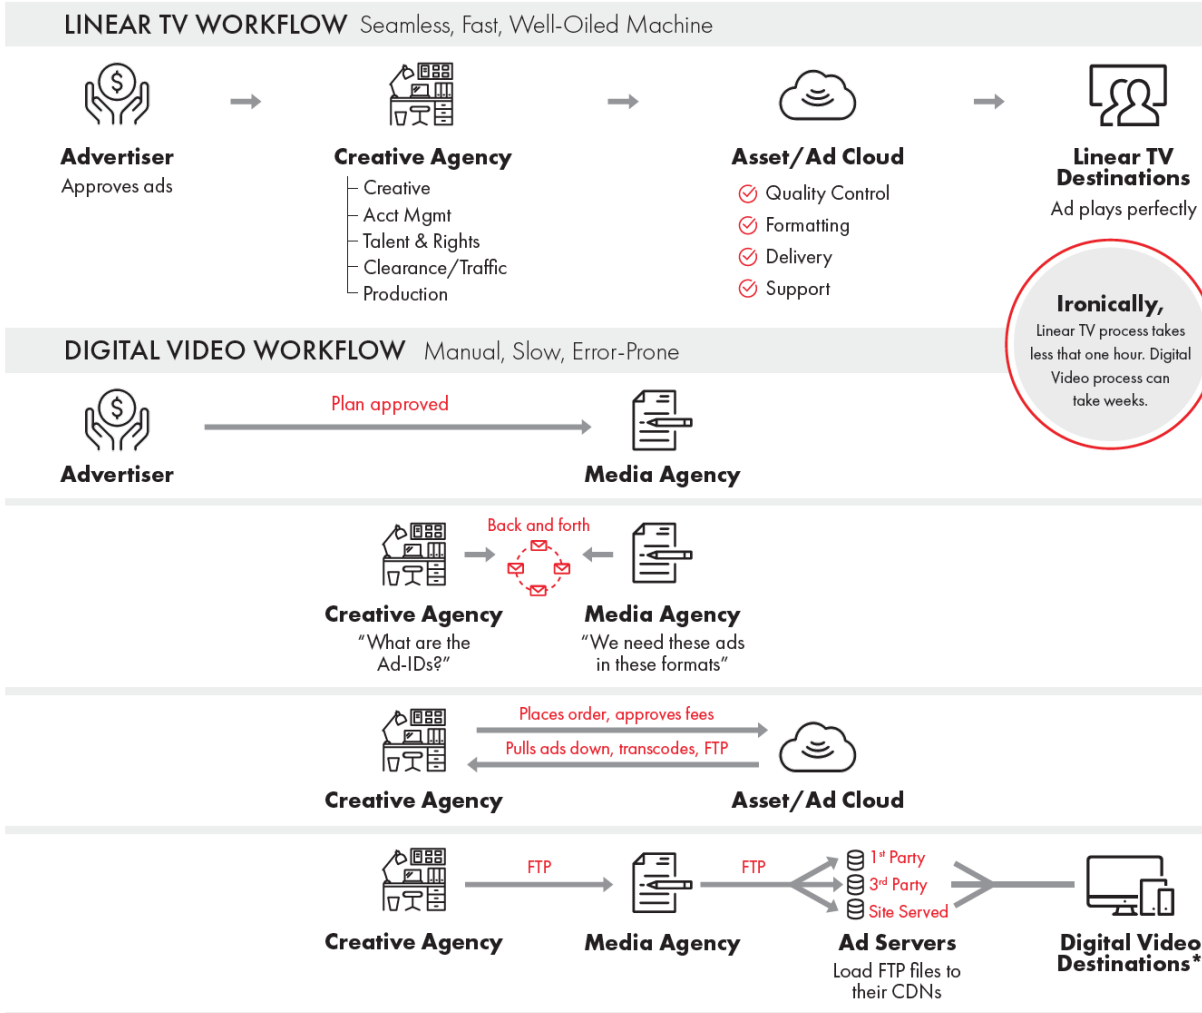 LINEAR TV WORKFLOW Seamless, Fast, Well-Oiled Machine
Advertiser
Approves ads
Creative Agency
Creative
Acct Mgmt
Talent & Rights
Clearance/Traffic
Production
Asset/Ad Cloud
Quality Control
Formatting
Delivery
Support
Linear TV
Destinations
Ad plays perfectly
Ironically,
Linear TV process takes
less that one hour. Digital
Video process can
take weeks.
DIGITAL VIDEO WORKFLOW Manual, Slow, Error-Prone
Advertiser
Plan approved
Media Agency
Back and forth
Creative Agency
"What are the
Ad-IDs?"
Media Agency
"We need these ads
in these formats"
Places order, approves fees
Pulls ads down, transcodes, FTP
Creative Agency
Asset/Ad Cloud
FTP
FTP
1st Party
3rd Party
Site Served
Creative Agency
Media Agency
Ad Servers
Load FTP files to
their CDNs
Digital Video
Destinations*